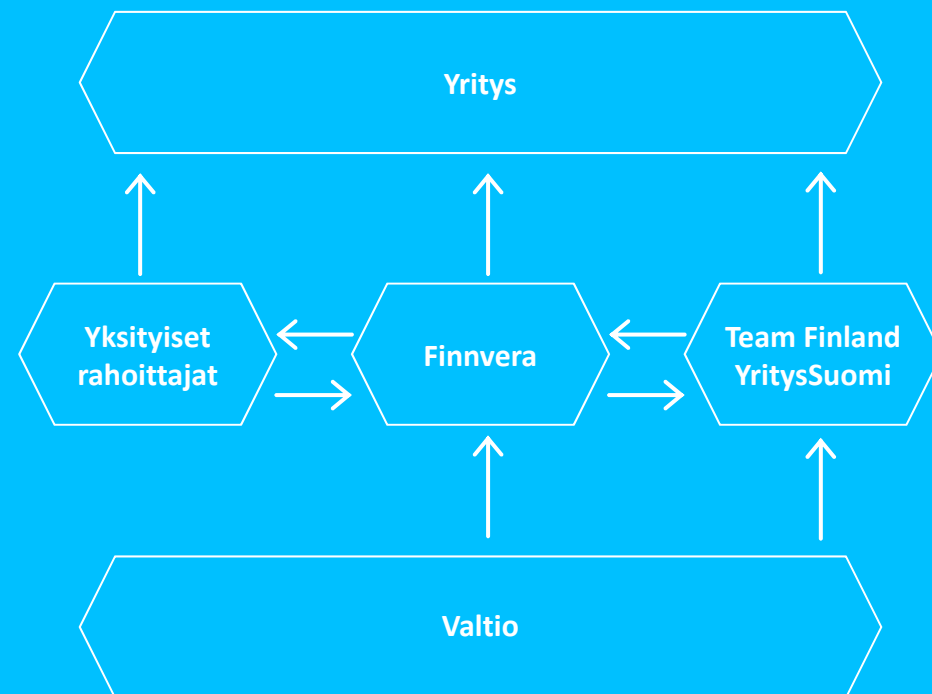 Yritys
Yksityiset
rahoittajat
Finnvera
Team Finland
YritysSuomi
Valtio